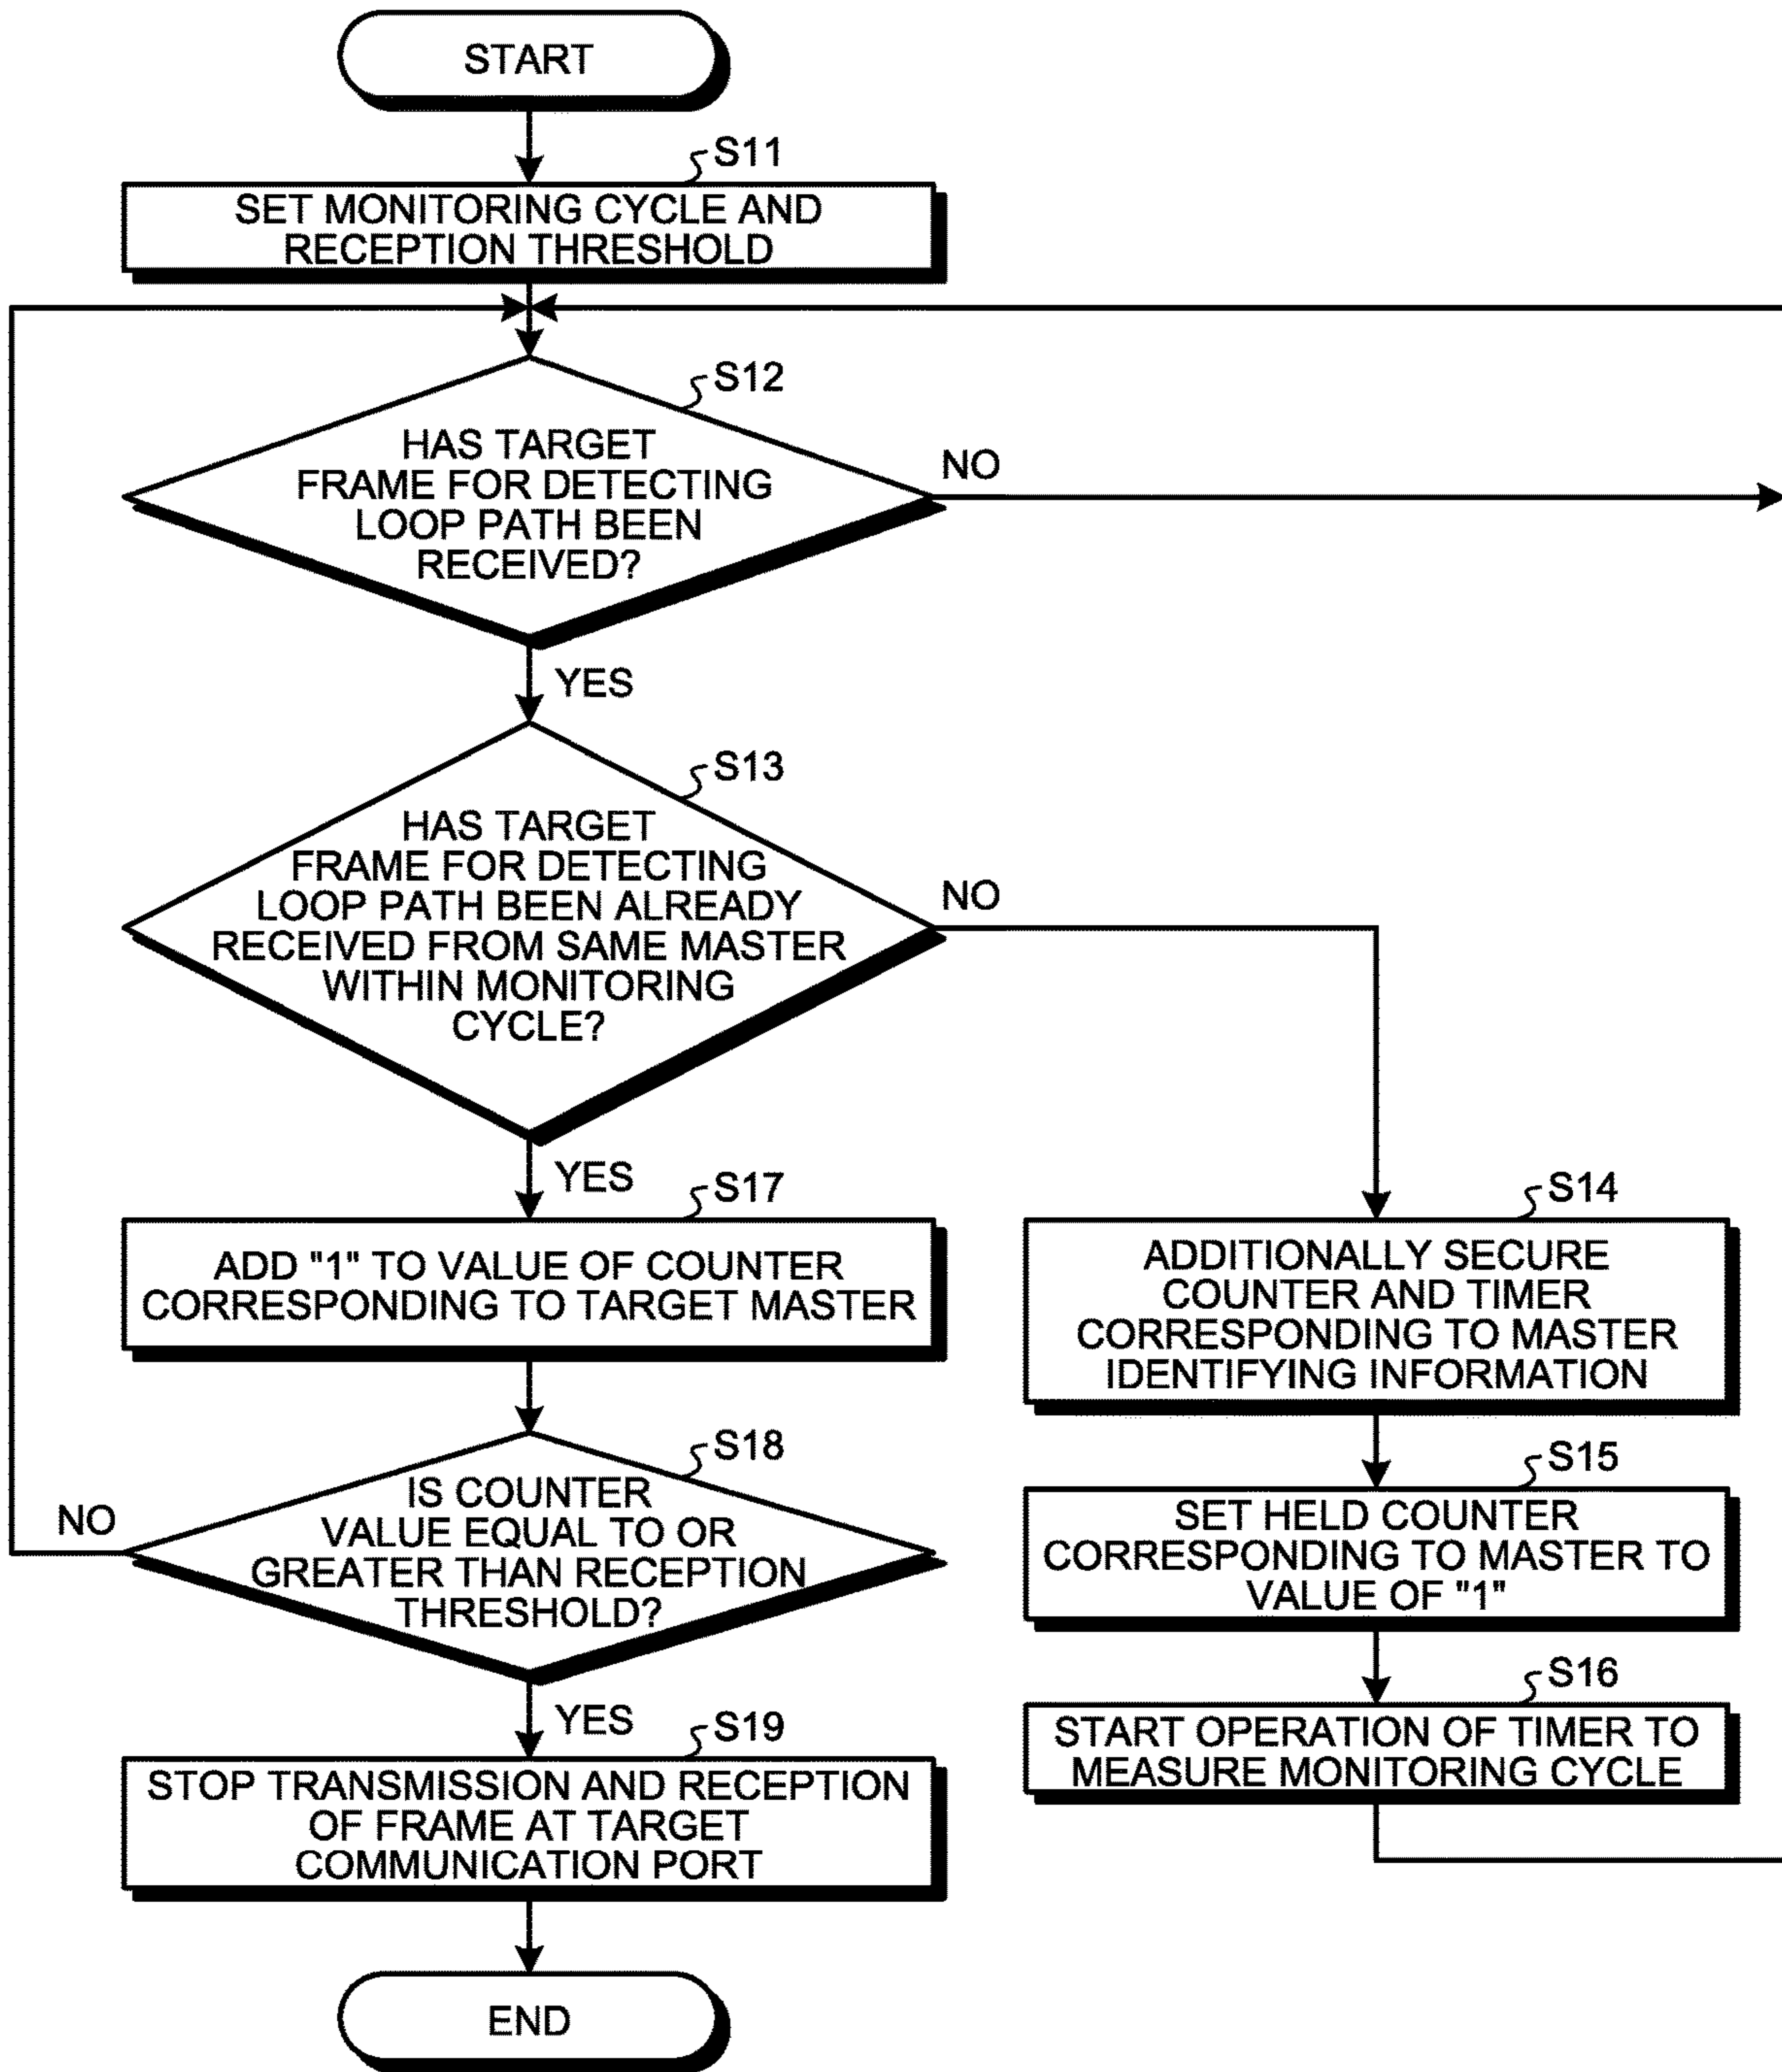 START
S11
SET MONITORING CYCLE AND
RECEPTION THRESHOLD
S12
HAS TARGET
FRAME FOR DETECTING
LOOP PATH BEEN
RECEIVED?
NO
YES
S13
HAS TARGET
FRAME FOR DETECTING
LOOP PATH BEEN ALREADY
RECEIVED FROM SAME MASTER
WITHIN MONITORING
CYCLE?
NO
YES
S17
ADD "1" TO VALUE OF COUNTER
CORRESPONDING TO TARGET MASTER
S14
ADDITIONALLY SECURE
COUNTER AND TIMER
CORRESPONDING TO MASTER
IDENTIFYING INFORMATION
S18
IS COUNTER
VALUE EQUAL TO OR
GREATER THAN RECEPTION
THRESHOLD?
NO
YES
S15
SET HELD COUNTER
CORRESPONDING TO MASTER TO
VALUE OF "1"
S16
START OPERATION OF TIMER TO
MEASURE MONITORING CYCLE
S19
STOP TRANSMISSION AND RECEPTION
OF FRAME AT TARGET
COMMUNICATION PORT
END